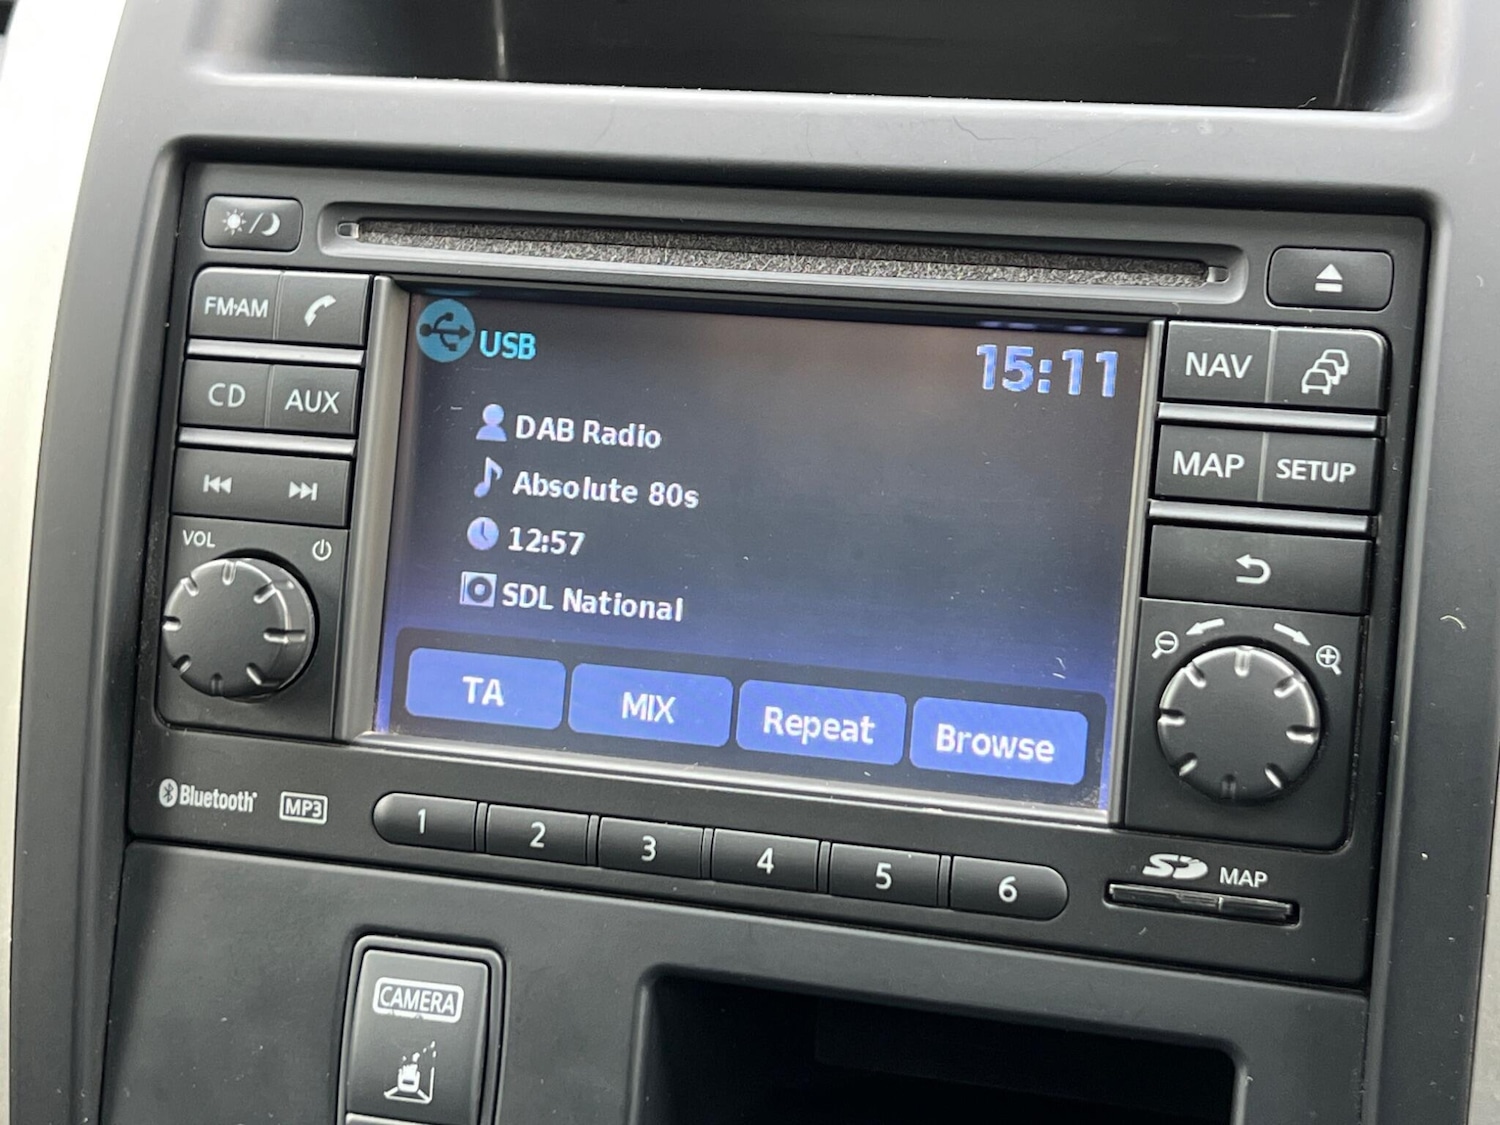 FM·AM
CD
AUX
VOL
USB
15:11
DAB Radio
Absolute 80s
12:57
SDL National
TA
MIX
Repeat
Browse
NAV
MAP
SETUP
Bluetooth
MP3
1
2
3
4
5
6
SD
MAP
CAMERA